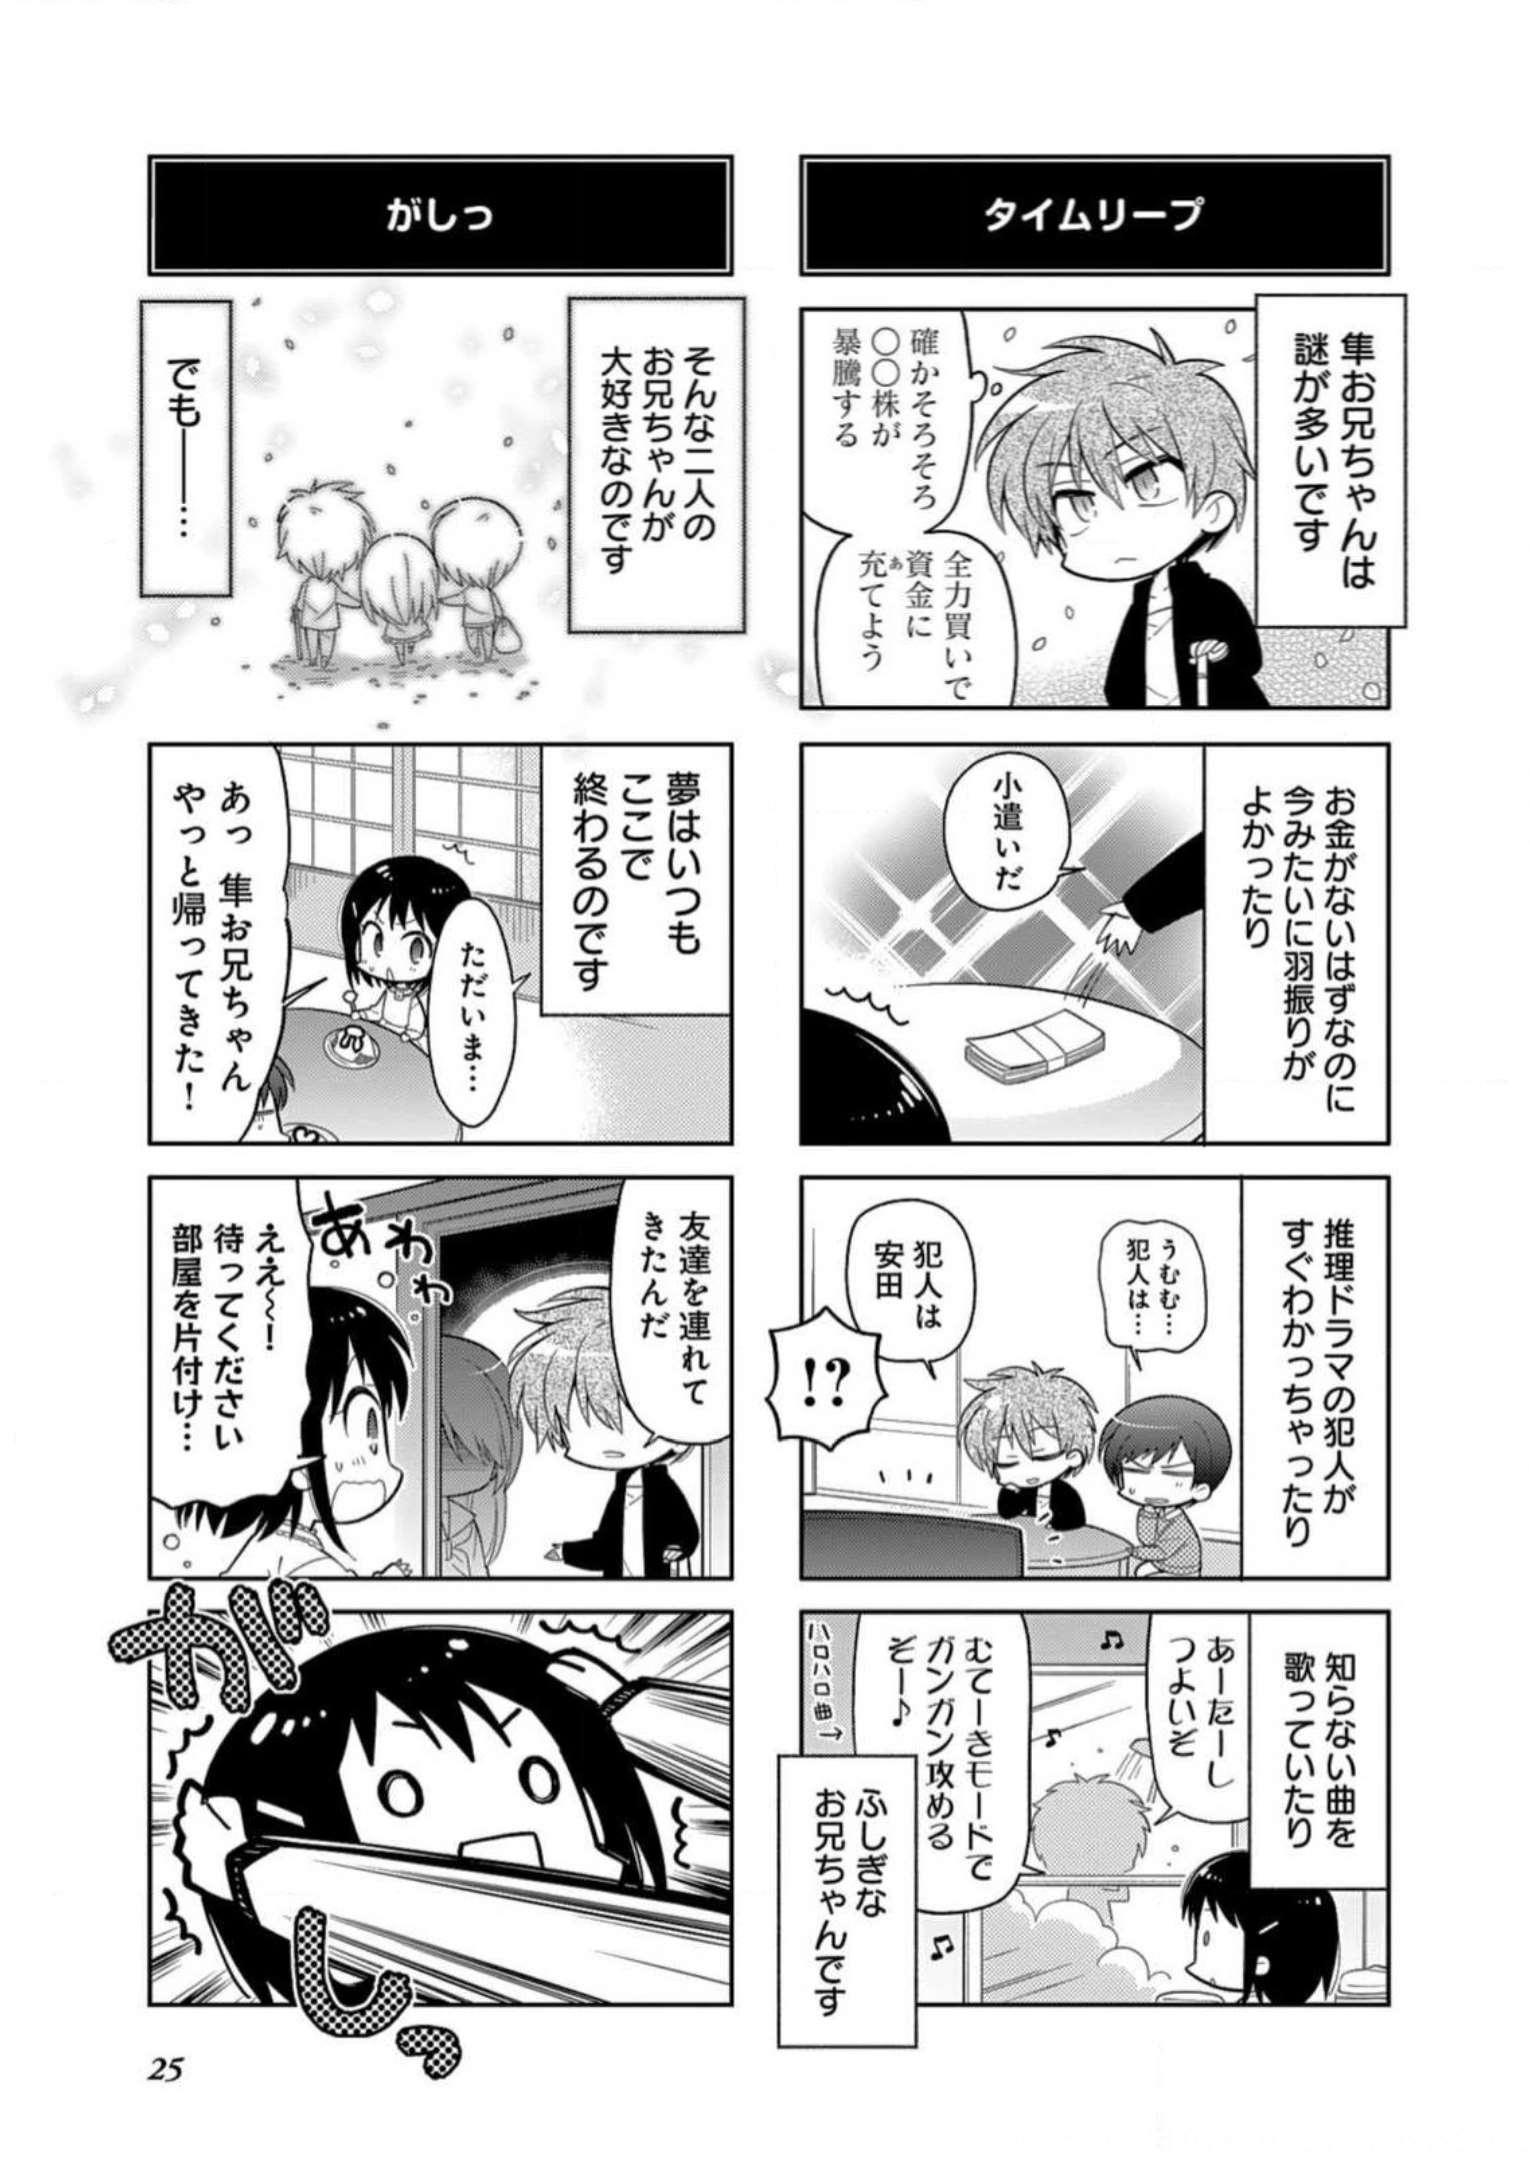 タイムリープ
隼お兄ちゃんは
謎が多いです
確かそろそろ
〇〇株が
暴騰する
全力買いで
資金に
充てよう
あ
お金がないはずなのに
今みたいに羽振りが
よかったり
小遣いだ
推理ドラマの犯人が
すぐわかっちゃったり
うむむ…
犯人は…
犯人は
安田
!?
知らない曲を
歌っていたり
あーたーし
つよいぞ
むてーきモードで
ガンガン攻める
ぞー♪
ハロハロ曲→
ふしぎな
お兄ちゃんです
がしっ
そんな二人の
お兄ちゃんが
大好きなのです
でも――…
夢はいつも
ここで
終わるのです
ただいま…
あっ 隼お兄ちゃん
やっと帰ってきた!
友達を連れて
きたんだ
あわわ
ええ〜!
待ってください
部屋を片付け…
ガシっ
25